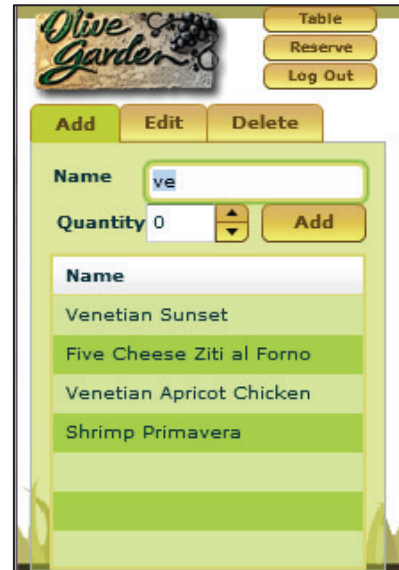 Olive
Garden
Table
Reserve
Log Out
Add Edit Delete
Name ve
Quantity 0 Add
Name
Venetian Sunset
Five Cheese Ziti al Forno
Venetian Apricot Chicken
Shrimp Primavera